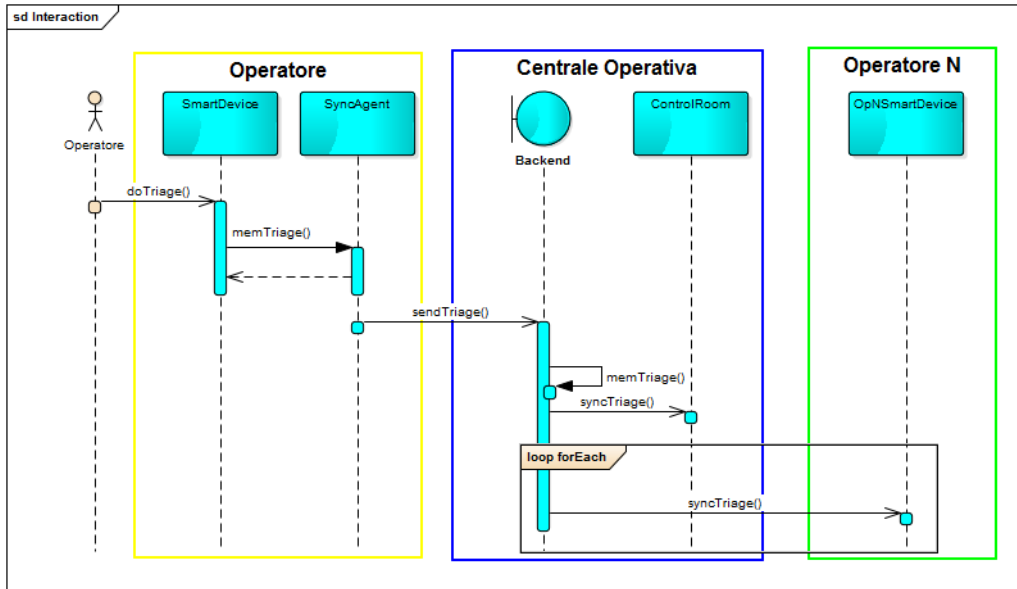 sd Interaction
Operatore
Centrale Operativa
Operatore N
SmartDevice
SyncAgent
ControlRoom
OpNSmartDevice
Operatore
Backend
doTriage()
memTriage()
sendTriage()
memTriage()
syncTriage()
loop forEach
syncTriage()